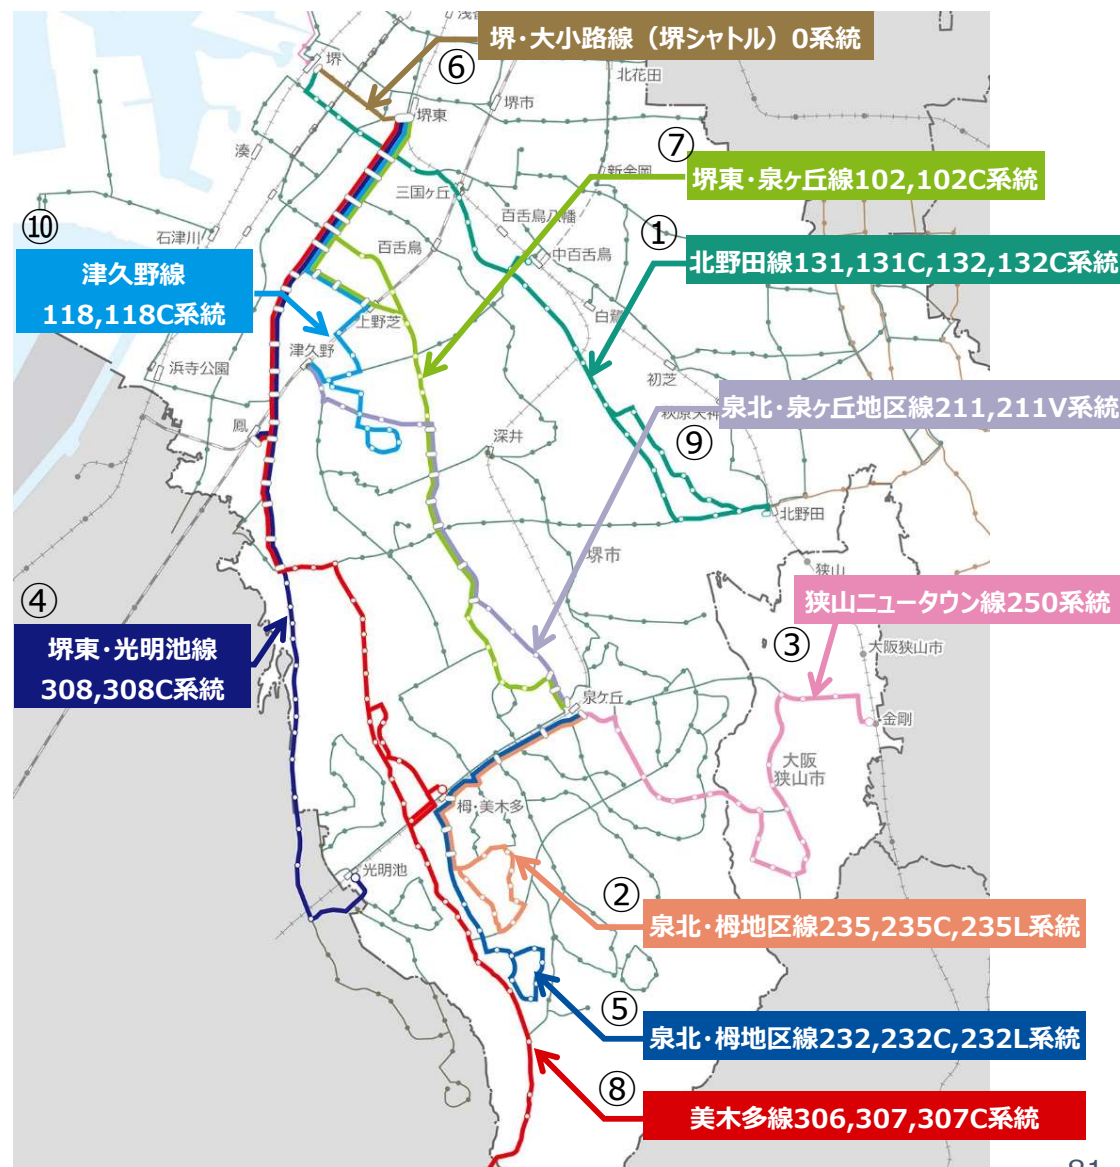 堺・大小路線（堺シャトル）0系統
⑥
堺
北花田
堺市
堺東
⑦
湊
新金岡
堺東・泉ヶ丘線102,102C系統
三国ヶ丘
⑩
百舌鳥八幡
石津川
①
百舌鳥
中百舌鳥
北野田線131,131C,132,132C系統
津久野線
118,118C系統
上野芝
白鷺
津久野
浜寺公園
初芝
萩原天神
泉北・泉ヶ丘地区線211,211V系統
鳳
深井
⑨
北野田
堺市
狭山
④
狭山ニュータウン線250系統
③
大阪狭山市
堺東・光明池線
308,308C系統
泉ケ丘
金剛
大阪
狭山市
栂・美木多
光明池
②
泉北・栂地区線235,235C,235L系統
⑤
泉北・栂地区線232,232C,232L系統
⑧
美木多線306,307,307C系統